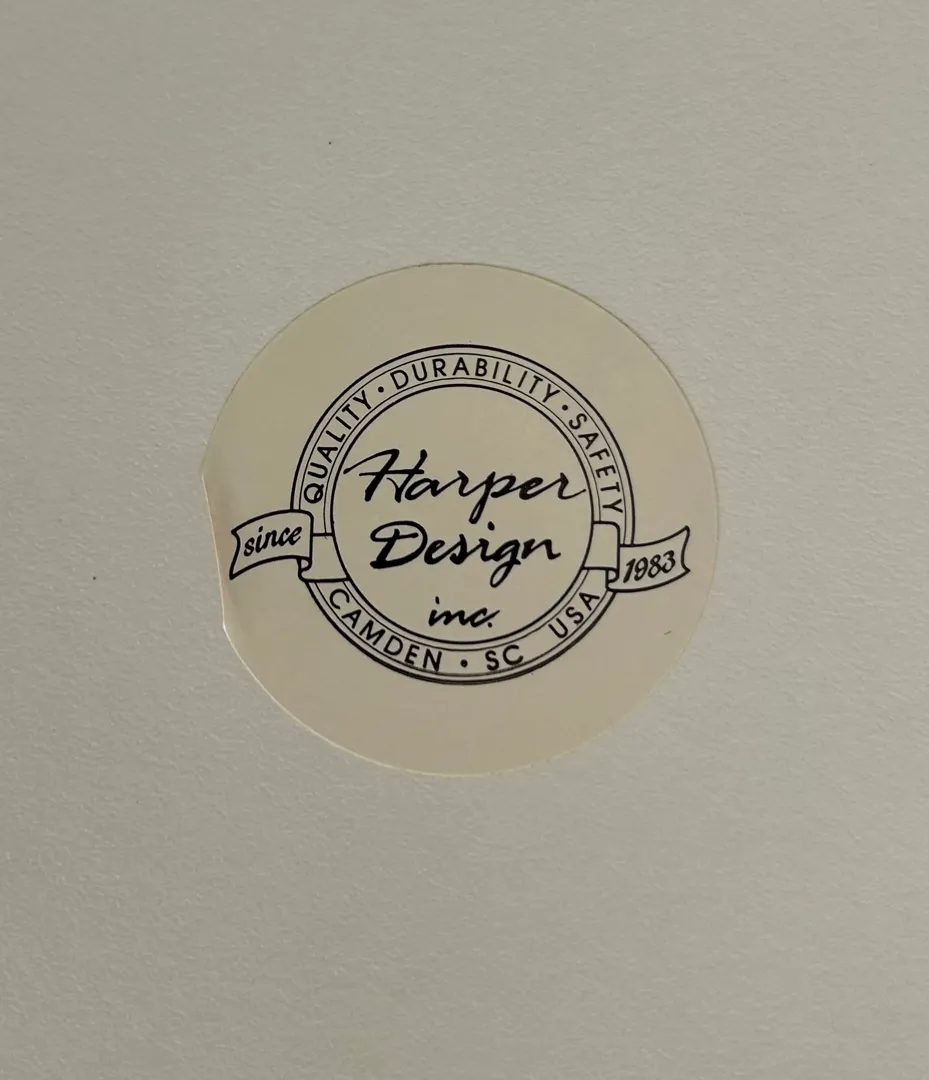 QUALITY · DURABILITY · SAFETY
Harper
Design
inc.
since
1983
CAMDEN · SC USA